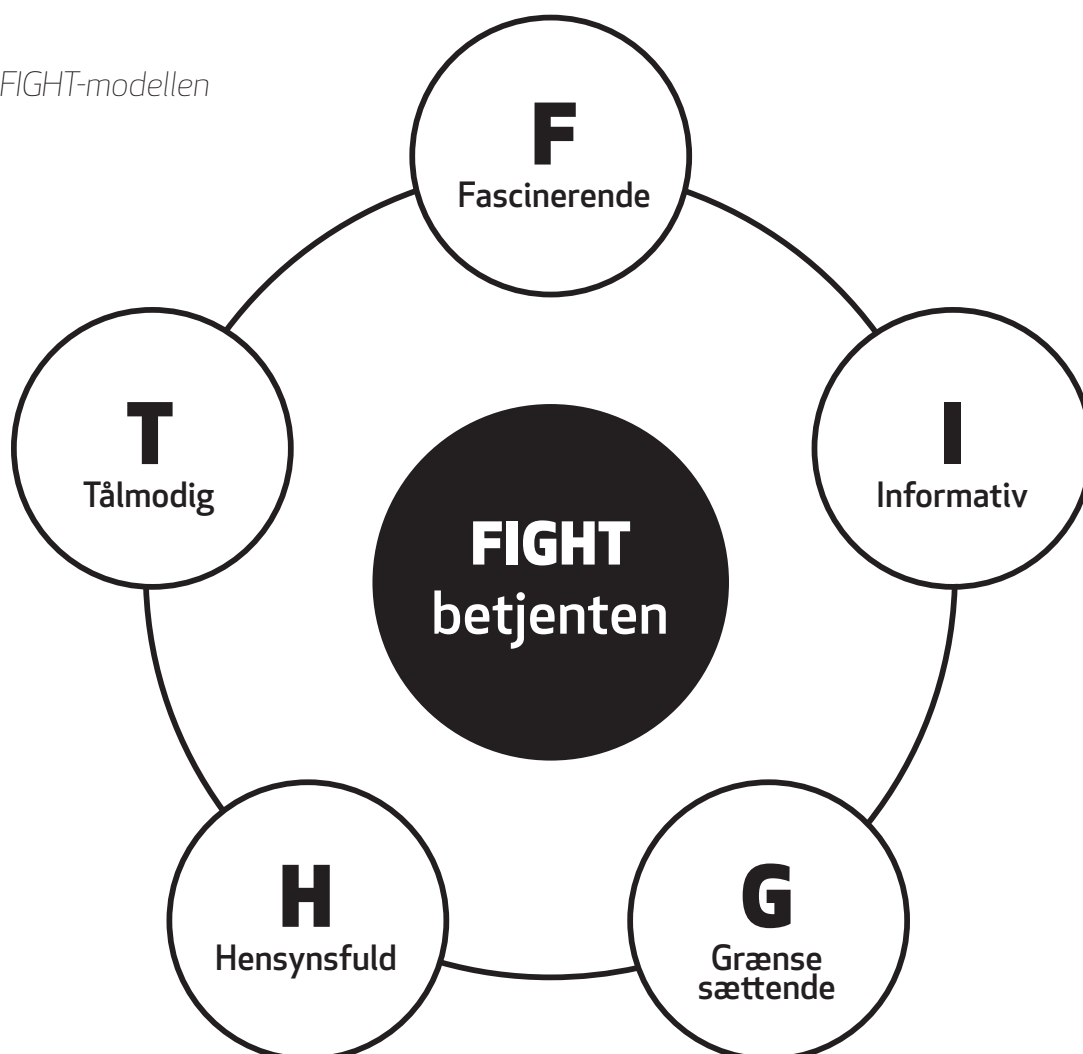 FIGHT-modellen
F
Fascinerende
I
Informativ
G
Grænse
sættende
H
Hensynsfuld
T
Tålmodig
FIGHT
betjenten